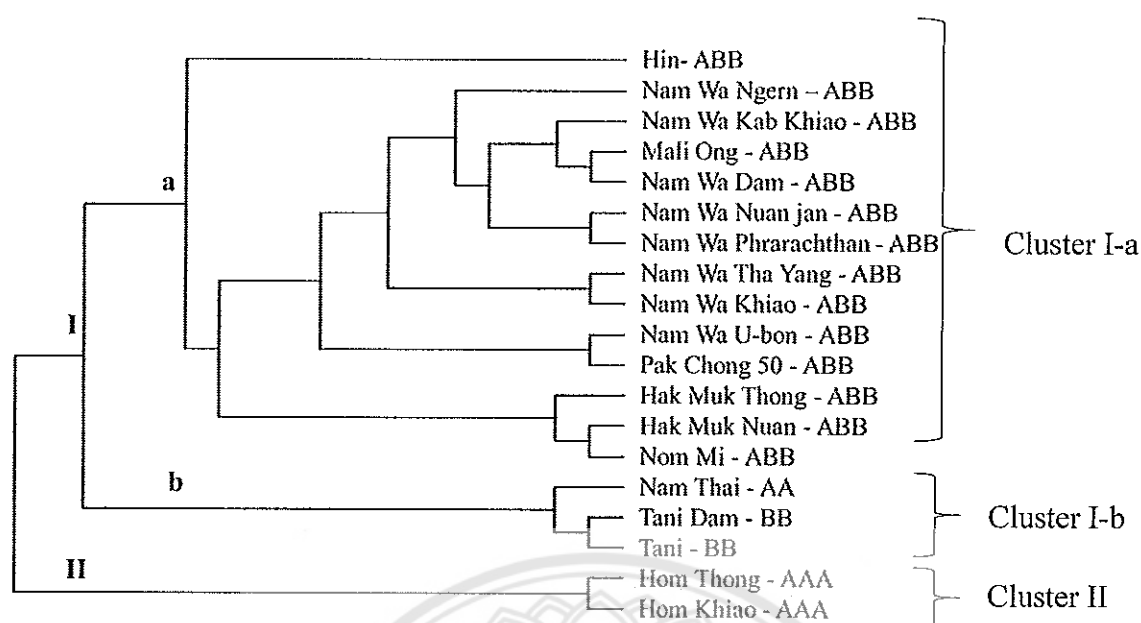 Hin- ABB
Nam Wa Ngern – ABB
Nam Wa Kab Khiao - ABB
a
Mali Ong - ABB
Nam Wa Dam - ABB
Nam Wa Nuan jan - ABB
Nam Wa Phrarachthan - ABB
Cluster I-a
Nam Wa Tha Yang - ABB
Nam Wa Khiao - ABB
I
Nam Wa U-bon - ABB
Pak Chong 50 - ABB
Hak Muk Thong - ABB
Hak Muk Nuan - ABB
Nom Mi - ABB
b
Nam Thai - AA
Tani Dam - BB
Cluster I-b
Tani - BB
II
Hom Thong - AAA
Cluster II
Hom Khiao - AAA